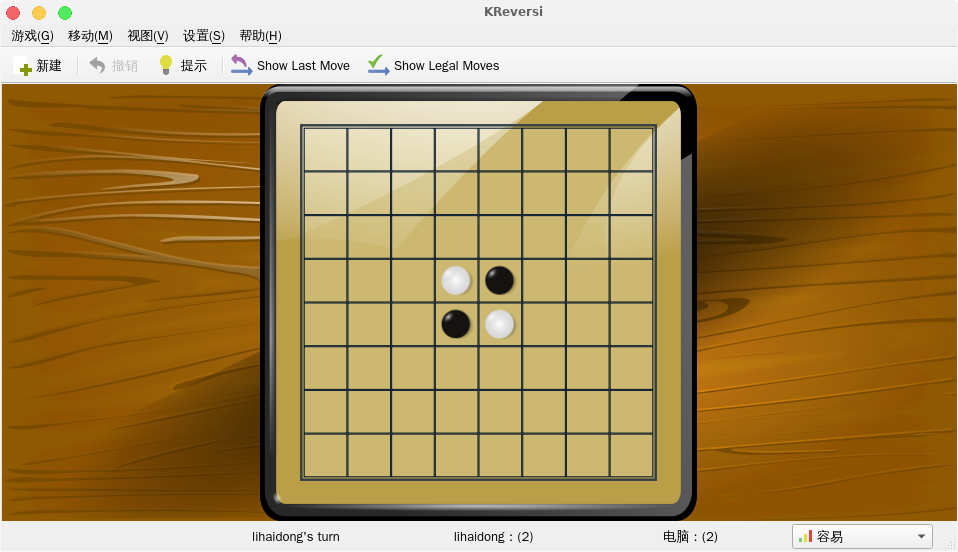 KReversi
游戏(G) 移动(M) 视图(V) 设置(S) 帮助(H)
新建 撤销 提示 Show Last Move Show Legal Moves
lihaidong's turn lihaidong：(2) 电脑：(2) 容易